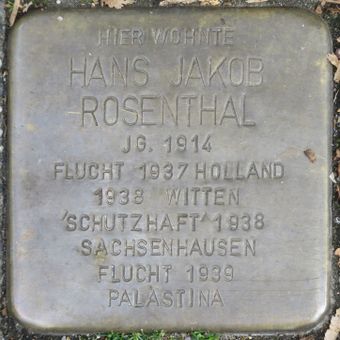 HIER WOHNTE
HANS JAKOB
ROSENTHAL
JG. 1914
FLUCHT 1937 HOLLAND
1938 WITTEN
'SCHUTZHAFT' 1938
SACHSENHAUSEN
FLUCHT 1939
PALÄSTINA